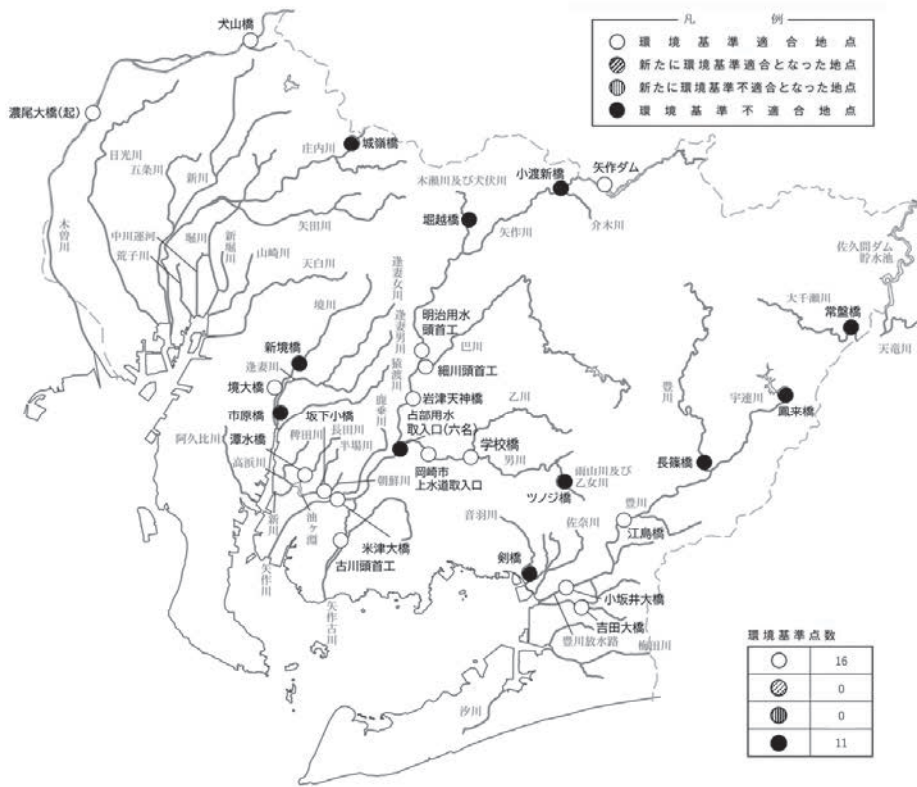 凡例
環境基準適合地点
新たに環境基準適合となった地点
新たに環境基準不適合となった地点
環境基準不適合地点
犬山橋
濃尾大橋(起)
日光川
五条川
新川
庄内川
城嶺橋
木瀬川及び犬伏川
小渡新橋
矢作ダム
堀越橋
矢作川
介木川
木曽川
中川運河
荒子川
堀川
新堀川
矢田川
山崎川
天白川
境川
逢妻女川
逢妻男川
猿渡川
鹿乗川
佐久間ダム
貯水池
大千瀬川
常盤橋
天竜川
明治用水
頭首工
巴川
細川頭首工
新境橋
逢妻川
境大橋
市原橋
岩津天神橋
占部用水
取入口(六名)
乙川
豊川
宇連川
鳳来橋
坂下小橋
阿久比川
潭水橋
稗田川
長田川
半場川
高浜川
朝鮮川
学校橋
男川
岡崎市
上水道取入口
雨山川及び
乙女川
ツノジ橋
長篠橋
新川
油ヶ淵
米津大橋
古川頭首工
矢作川
矢作古川
音羽川
佐奈川
豊川
江島橋
剣橋
小坂井大橋
吉田大橋
豊川放水路
梅田川
汐川
環境基準点数
16
0
0
11